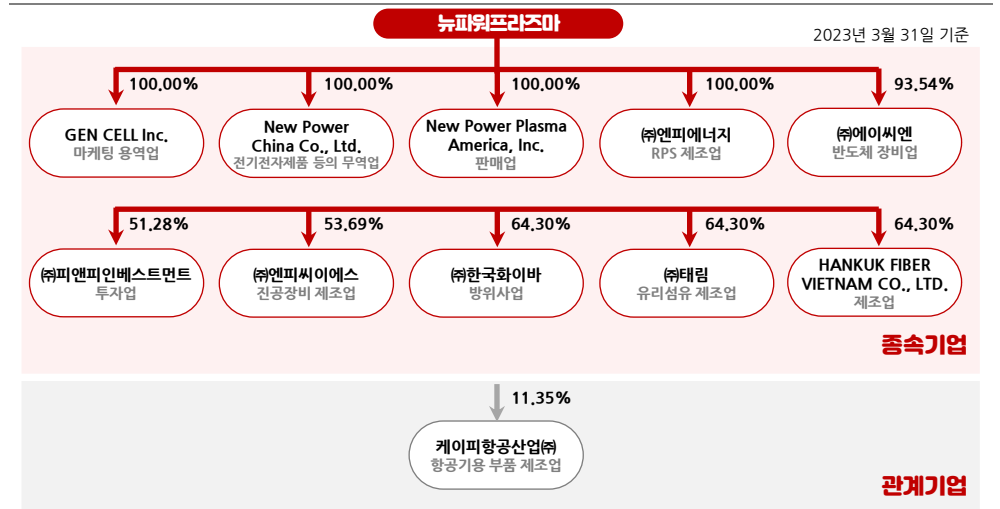 뉴파워프라즈마
2023년 3월 31일 기준
100.00%
100.00%
100.00%
100.00%
93.54%
GEN CELL Inc.
마케팅 용역업
New Power
China Co., Ltd.
전기전자제품 등의 무역업
New Power Plasma
America, Inc.
판매업
㈜엔피에너지
RPS 제조업
㈜에이씨엔
반도체 장비업
51.28%
53.69%
64.30%
64.30%
64.30%
㈜피앤피인베스트먼트
투자업
㈜엔피씨이에스
진공장비 제조업
㈜한국화이바
방위사업
㈜태림
유리섬유 제조업
HANKUK FIBER
VIETNAM CO., LTD.
제조업
종속기업
11.35%
케이피항공산업㈜
항공기용 부품 제조업
관계기업